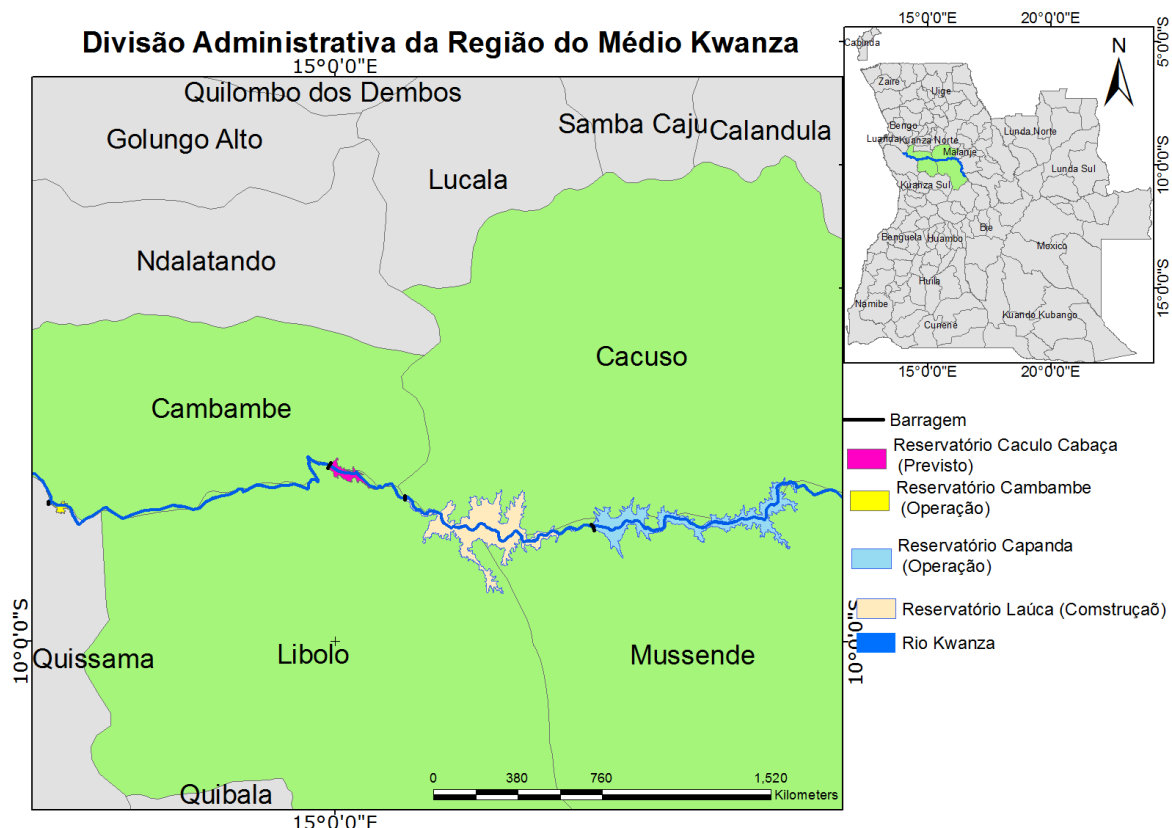 Divisão Administrativa da Região do Médio Kwanza
15°0'0"E
Quilombo dos Dembos
Golungo Alto
Samba Caju
Calandula
Lucala
Ndalatando
Cacuso
Cambambe
10°0'0"S
Quissama
Libolo
Mussende
10°0'0"S
Quibala
0 380 760 1,520
Kilometers
15°0'0"E
15°0'0"E 20°0'0"E
N
5°0'0"S
10°0'0"S
15°0'0"S
Cabinda
Zaire
Uige
Bengo
Lunda Norte
Luanda
Kuanza Norte
Malanje
Lunda Sul
Kuanza Sul
Bie
Benguela
Huambo
Mexico
Huila
Namibe
Kuando Kubango
Cunene
15°0'0"E 20°0'0"E
Barragem
Reservatório Caculo Cabaça
(Previsto)
Reservatório Cambambe
(Operação)
Reservatório Capanda
(Operação)
Reservatório Laúca (Comstruçaõ)
Rio Kwanza